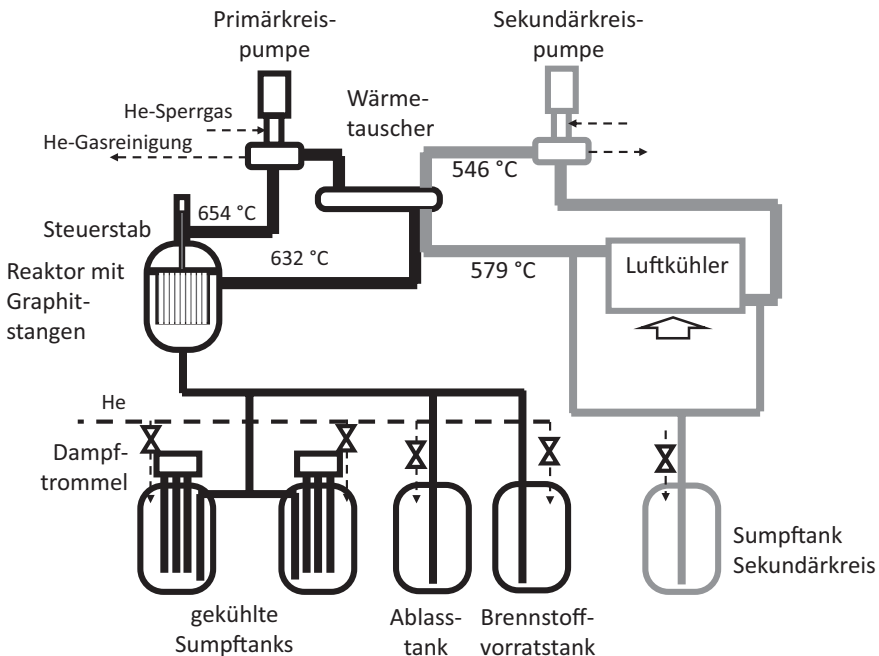 Primärkreis-
pumpe
Sekundärkreis-
pumpe
He-Sperrgas
Wärme-
tauscher
He-Gasreinigung
546 °C
654 °C
Steuerstab
632 °C
579 °C
Luftkühler
Reaktor mit
Graphit-
stangen
He
Dampf-
trommel
Sumpftank
Sekundärkreis
gekühlte
Sumpftanks
Ablass-
tank
Brennstoff-
vorratstank